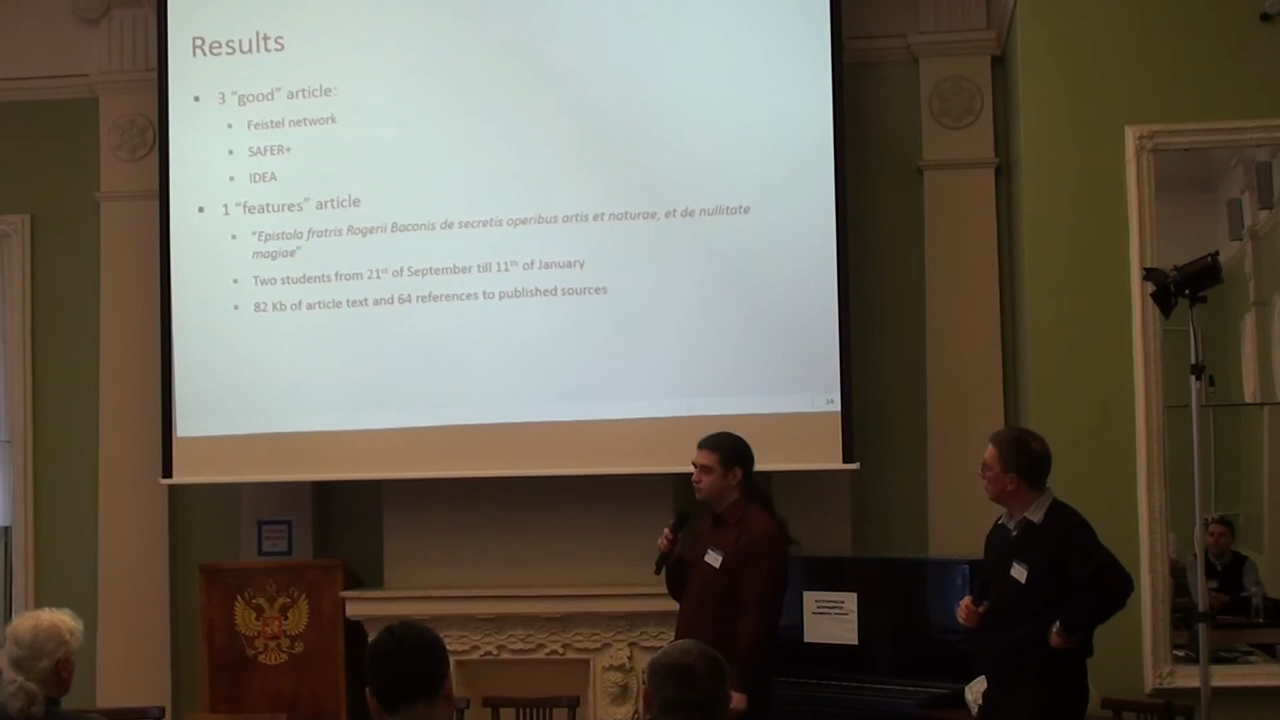 Results
▪ 3 “good” article:
▪ Feistel network
▪ SAFER+
▪ IDEA
▪ 1 “features” article
▪ “Epistola fratris Rogerii Baconis de secretis operibus artis et naturae, et de nullitate
magiae”
▪ Two students from 21st of September till 11th of January
▪ 82 Kb of article text and 64 references to published sources
14